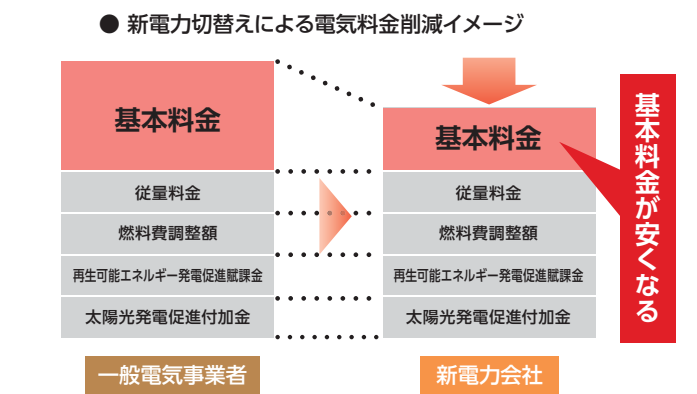 ● 新電力切替えによる電気料金削減イメージ
基本料金
従量料金
燃料費調整額
再生可能エネルギー発電促進賦課金
太陽光発電促進付加金
一般電気事業者
基本料金
従量料金
燃料費調整額
再生可能エネルギー発電促進賦課金
太陽光発電促進付加金
新電力会社
基本料金が安くなる